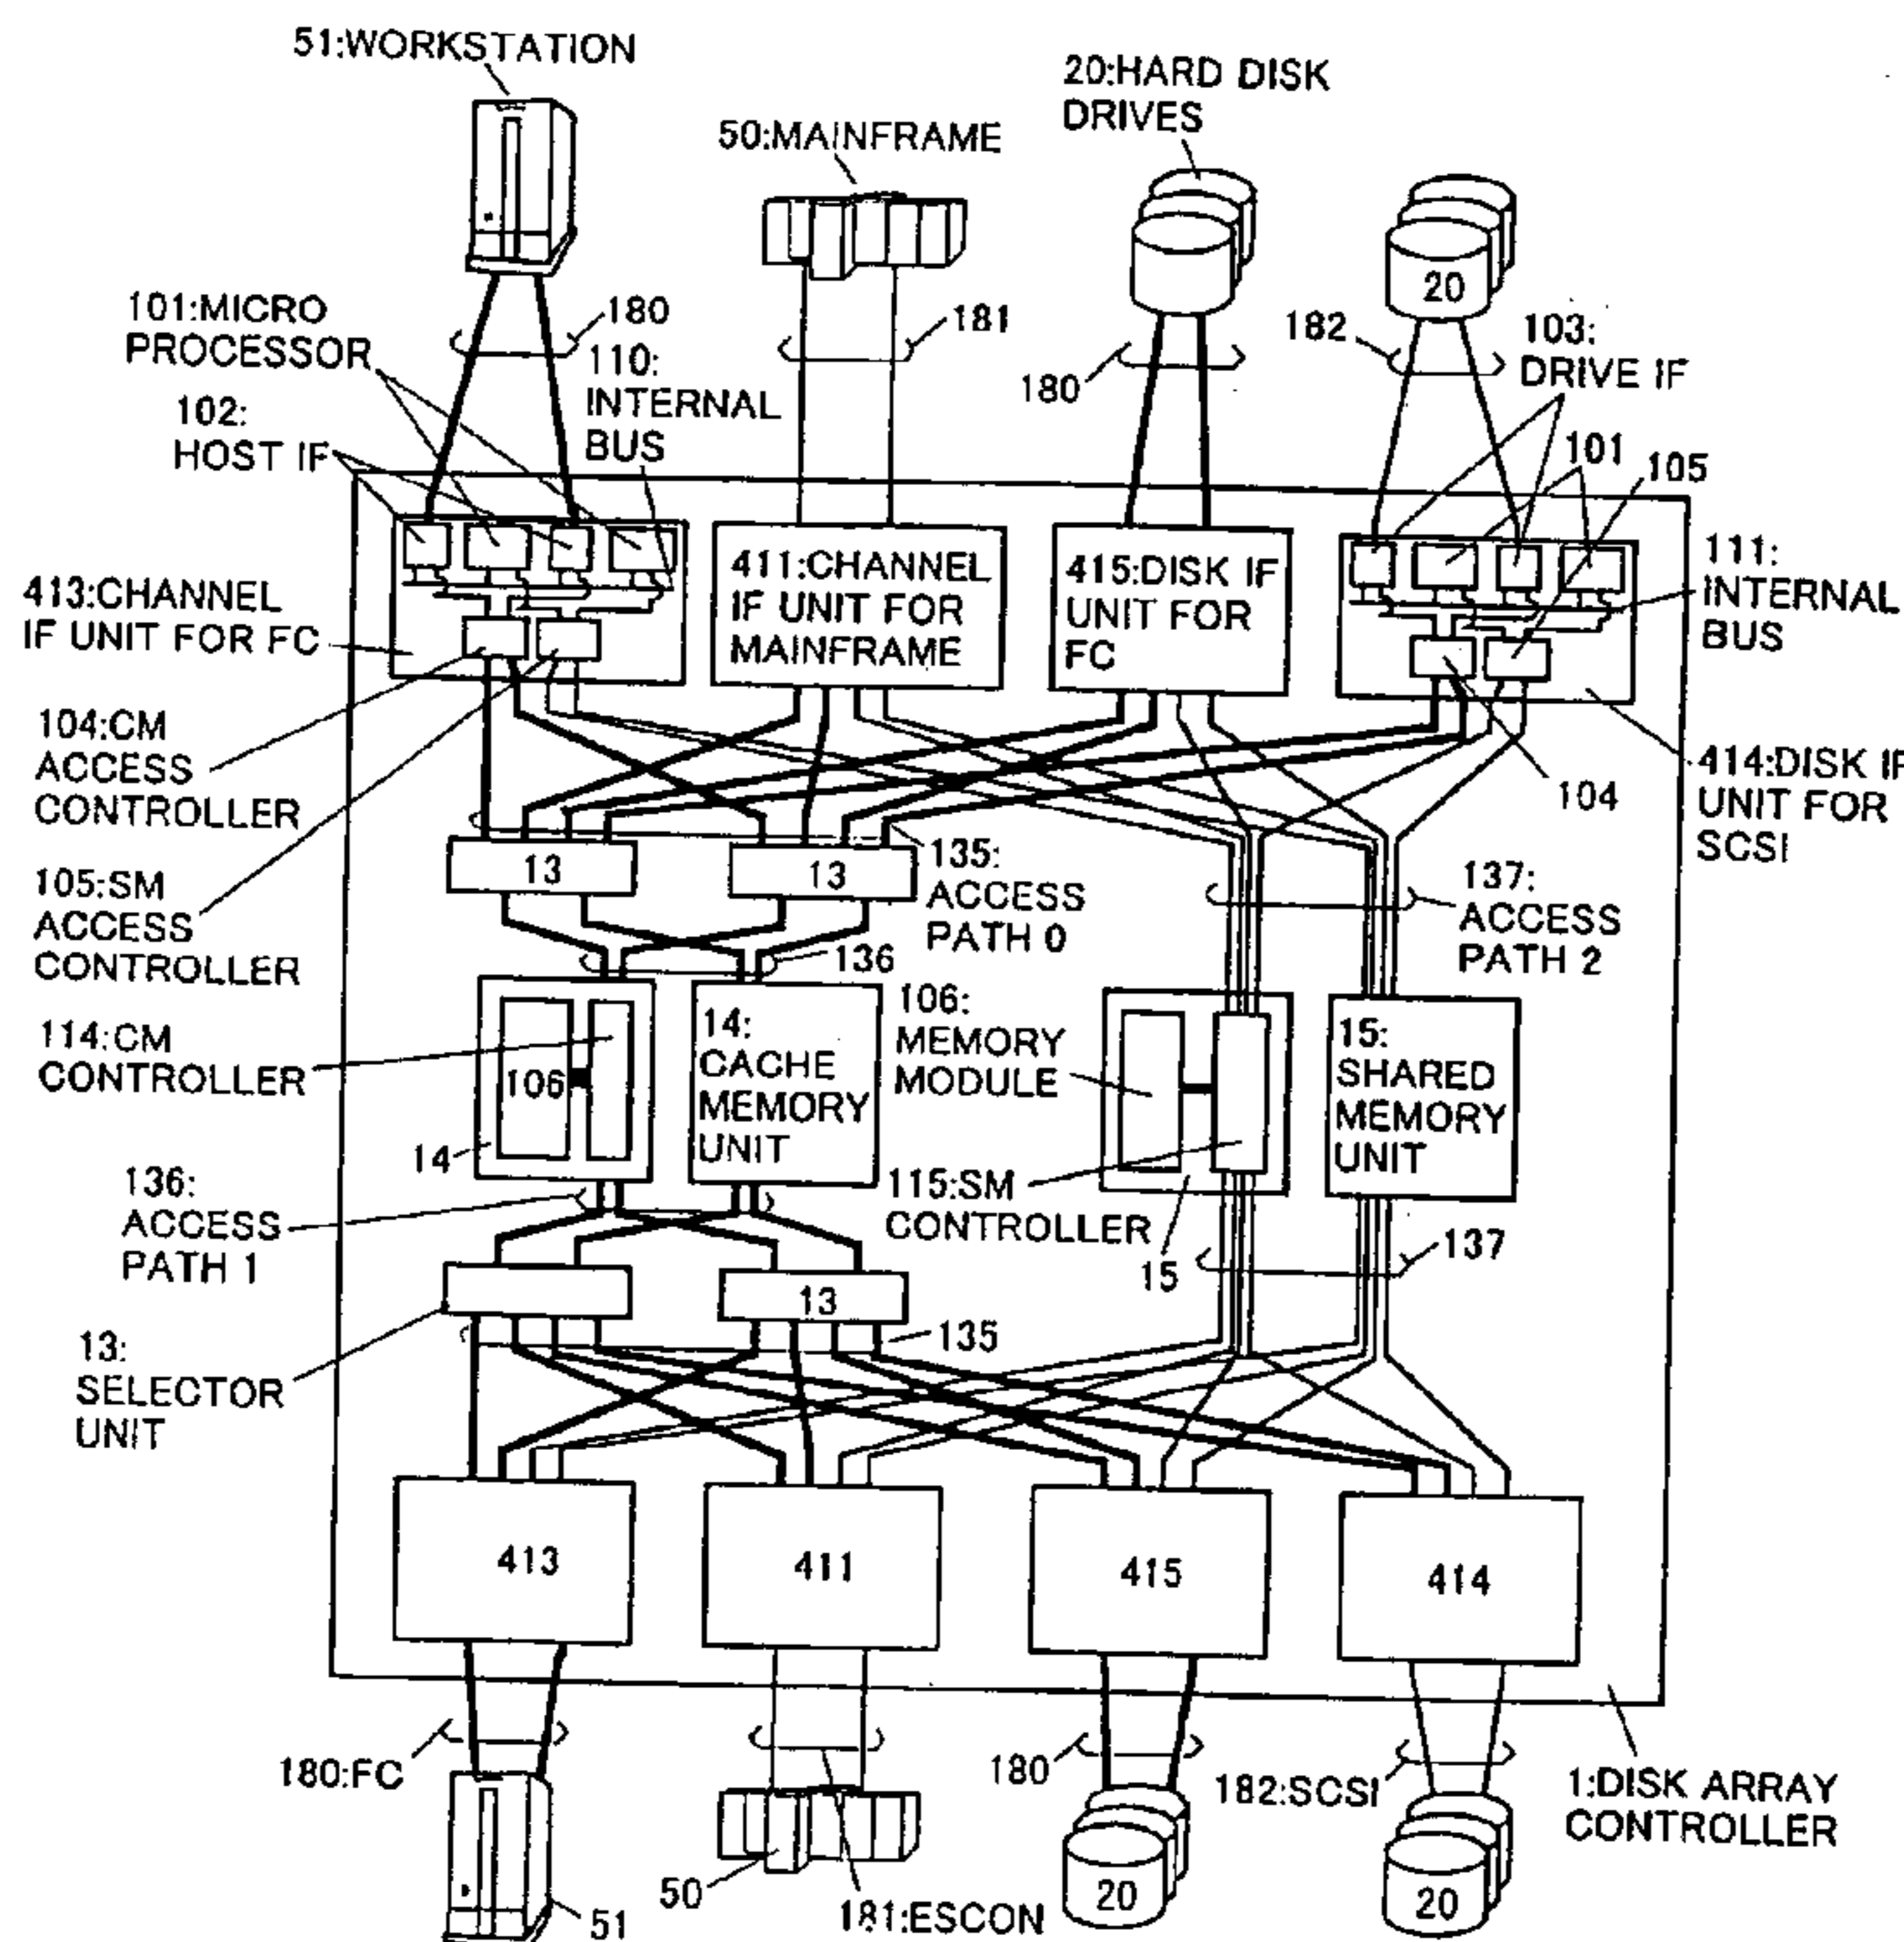 51:WORKSTATION
20:HARD DISK
DRIVES
50:MAINFRAME
20
101:MICRO
PROCESSOR
180
181
180
182
103:
DRIVE IF
110:
INTERNAL
BUS
102:
HOST IF
101
105
413:CHANNEL
IF UNIT FOR FC
411:CHANNEL
IF UNIT FOR
MAINFRAME
415:DISK IF
UNIT FOR
FC
111:
INTERNAL
BUS
104:CM
ACCESS
CONTROLLER
104
414:DISK IF
UNIT FOR
SCSI
105:SM
ACCESS
CONTROLLER
13
13
135:
ACCESS
PATH 0
137:
ACCESS
PATH 2
136
114:CM
CONTROLLER
106
14
14:
CACHE
MEMORY
UNIT
106:
MEMORY
MODULE
15:
SHARED
MEMORY
UNIT
136:
ACCESS
PATH 1
115:SM
CONTROLLER
15
137
13:
SELECTOR
UNIT
13
135
413
411
415
414
180:FC
180
182:SCSI
1:DISK ARRAY
CONTROLLER
51
50
181:ESCON
20
20